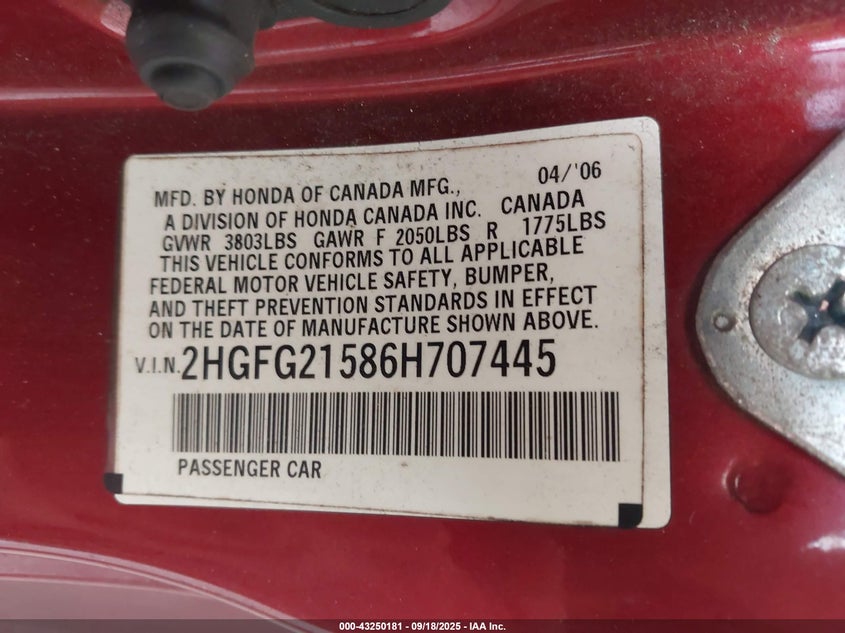 MFD. BY HONDA OF CANADA MFG., 04/'06
A DIVISION OF HONDA CANADA INC. CANADA
GVWR 3803LBS GAWR F 2050LBS R 1775LBS
THIS VEHICLE CONFORMS TO ALL APPLICABLE
FEDERAL MOTOR VEHICLE SAFETY, BUMPER,
AND THEFT PREVENTION STANDARDS IN EFFECT
ON THE DATE OF MANUFACTURE SHOWN ABOVE.
V.I.N. 2HGFG21586H707445
PASSENGER CAR
000-43250181 - 09/18/2025 - IAA Inc.